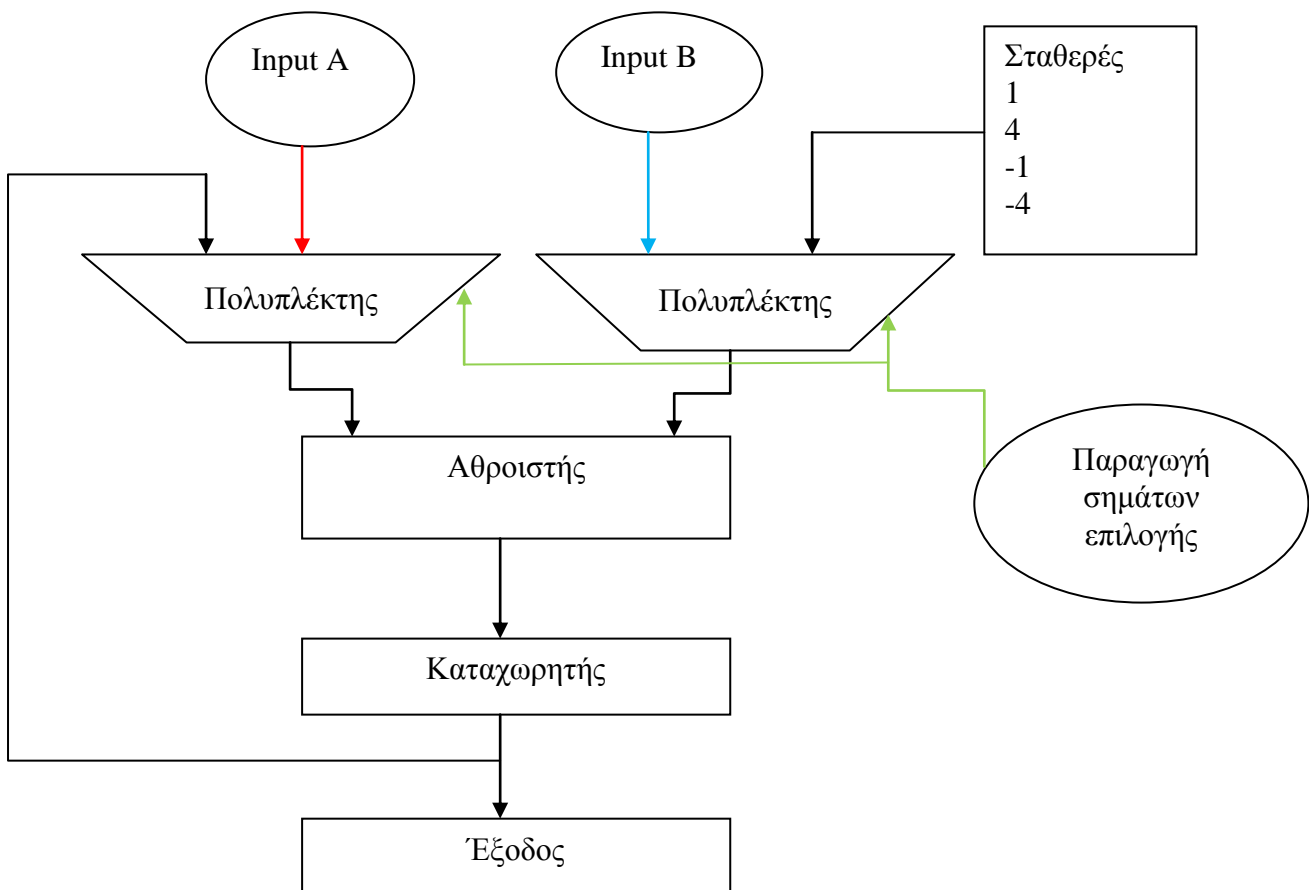 Input A
Input B
Σταθερές
1
4
-1
-4
Πολυπλέκτης
Πολυπλέκτης
Αθροιστής
Παραγωγή
σημάτων
επιλογής
Καταχωρητής
Έξοδος